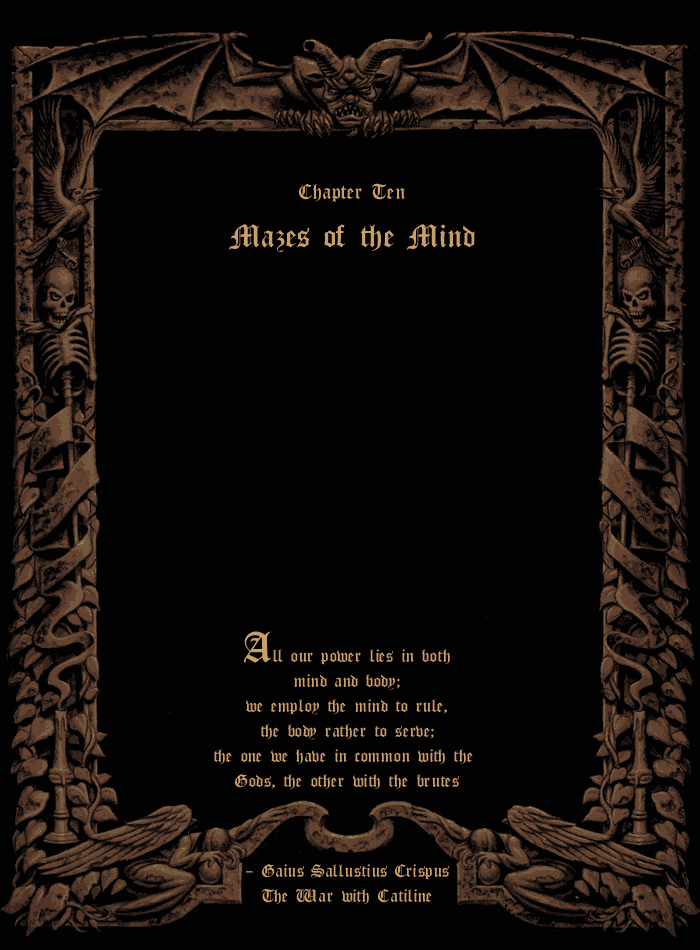 Chapter Ten
Mazes of the Mind
All our power lies in both
mind and body;
we employ the mind to rule,
the body rather to serve;
the one we have in common with the
Gods, the other with the brutes
- Gaius Sallustius Crispus
The War with Catiline